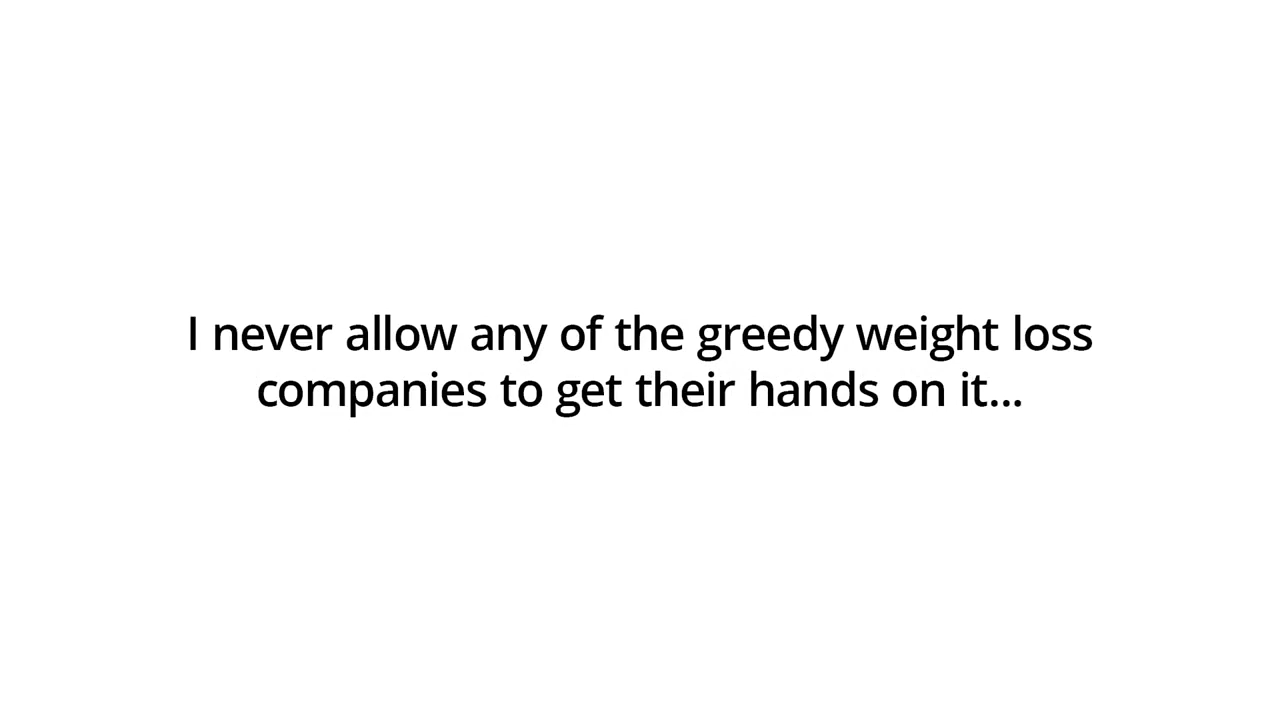 I never allow any of the greedy weight loss
companies to get their hands on it...